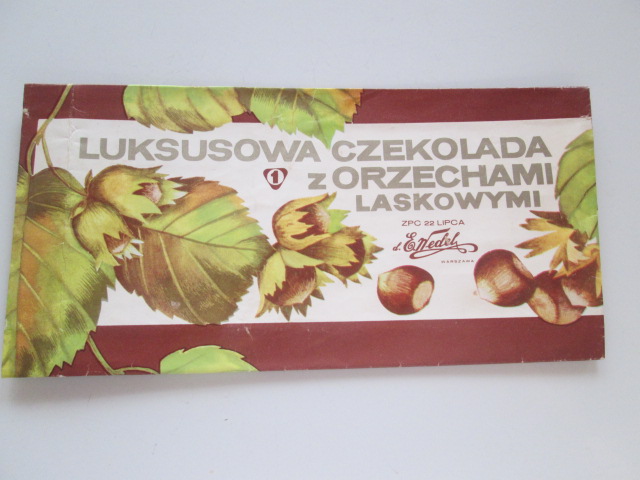 LUKSUSOWA CZEKOLADA
1
z ORZECHAMI
LASKOWYMI
ZPC 22 LIPCA
d. E. Wedel
WARSZAWA